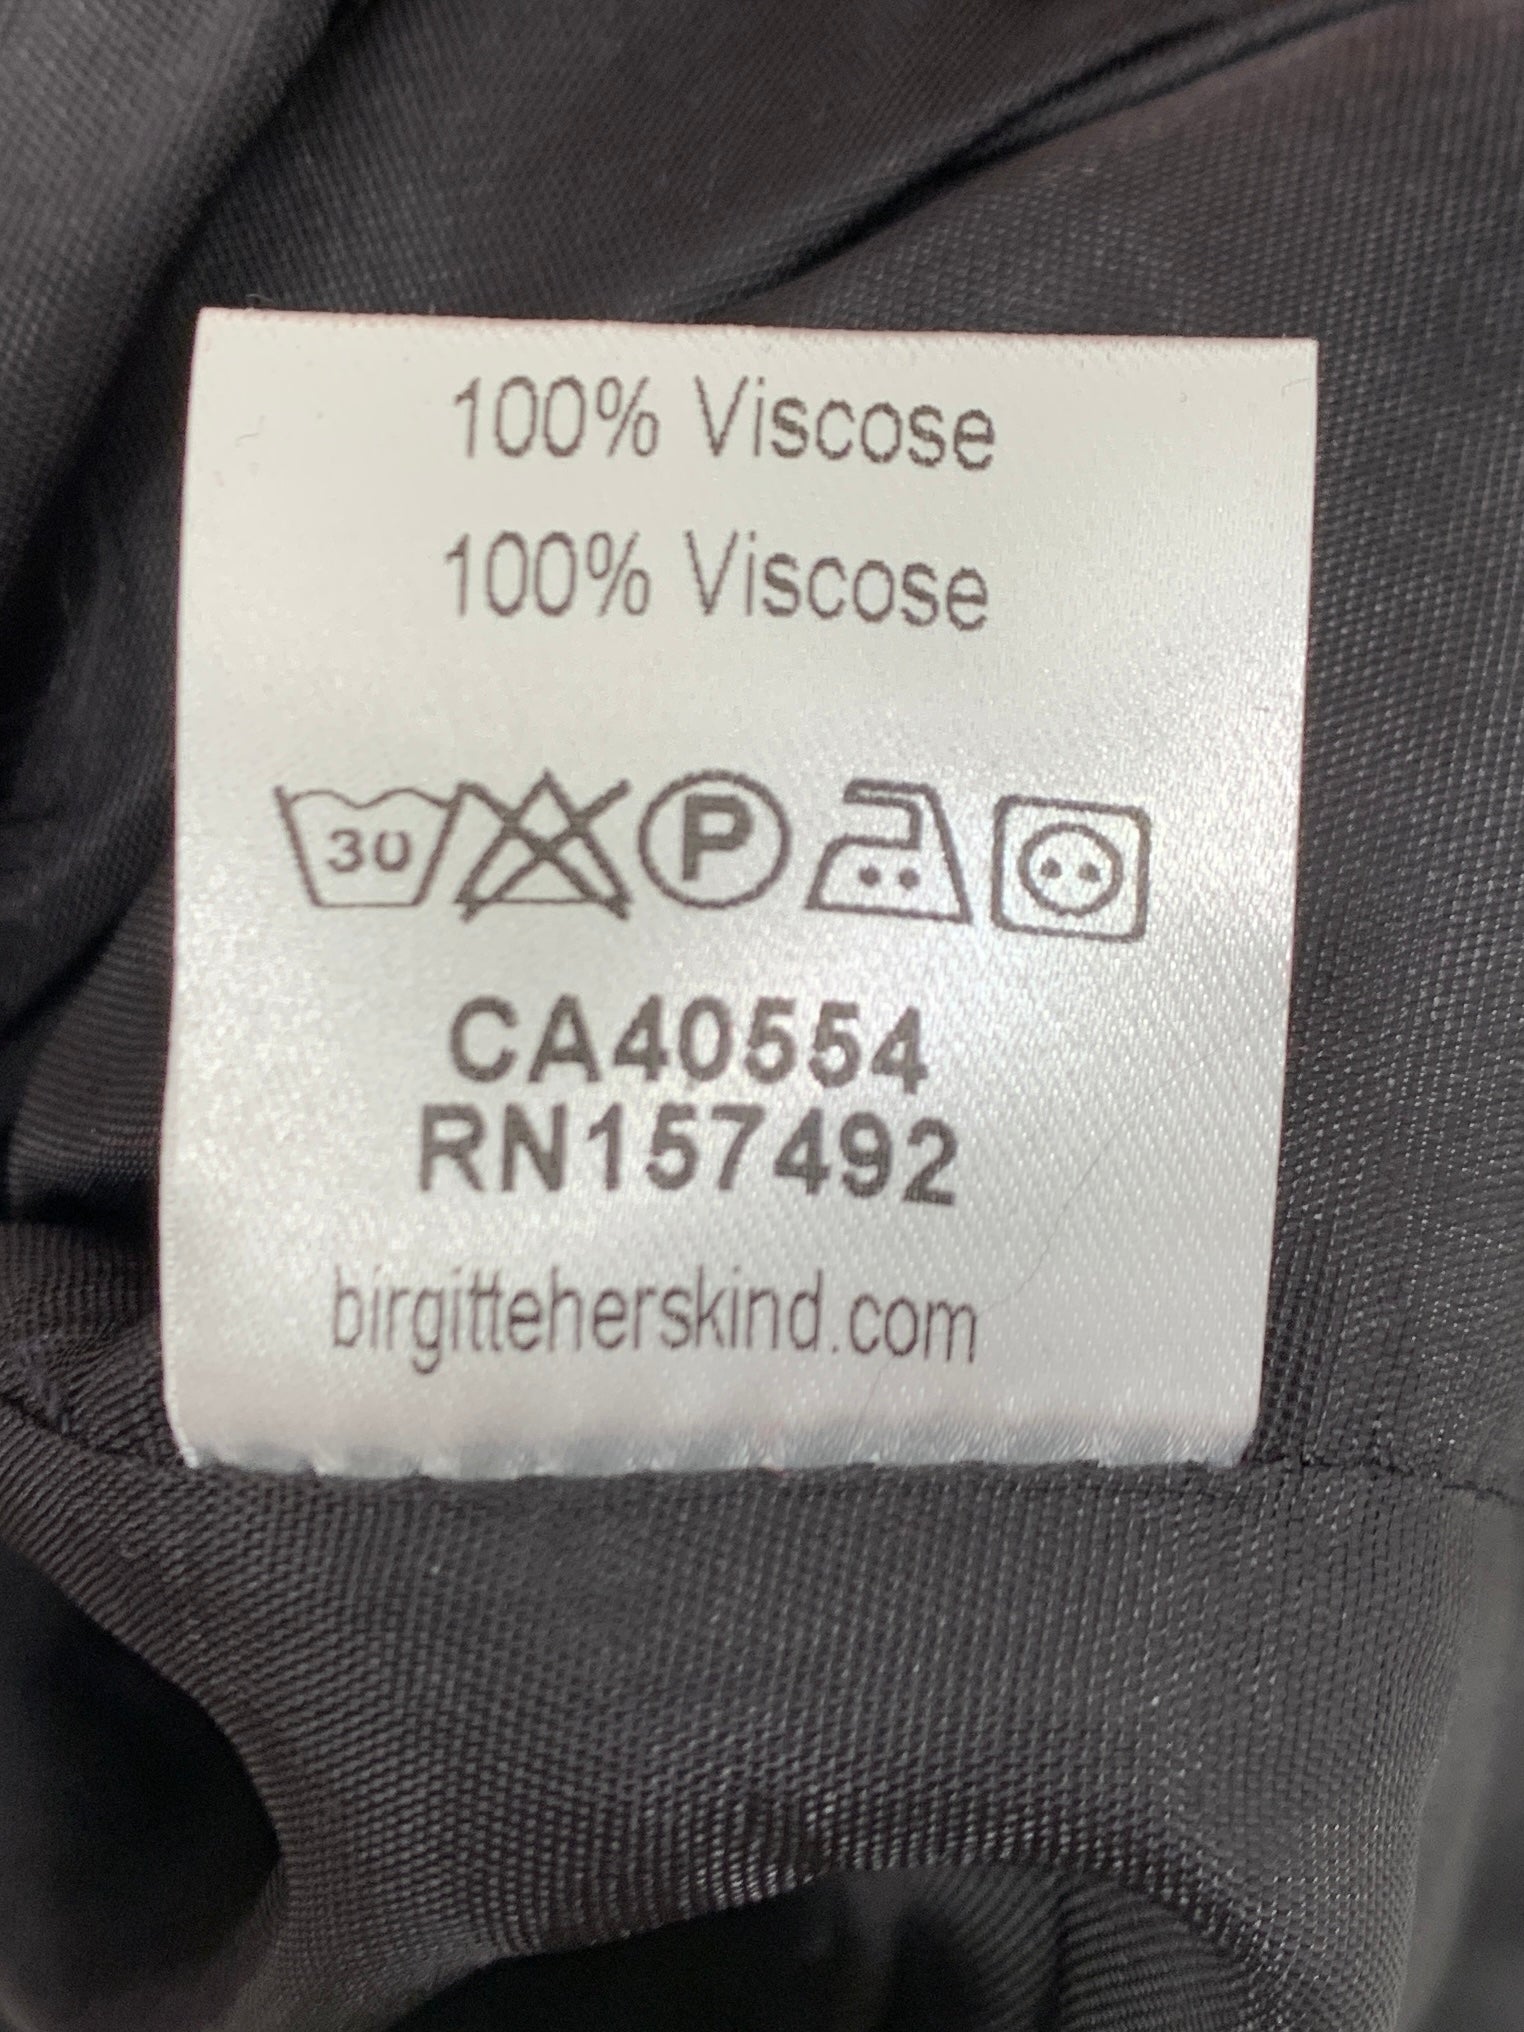 100% Viscose
100% Viscose
30 P
CA40554
RN157492
birgitteherskind.com